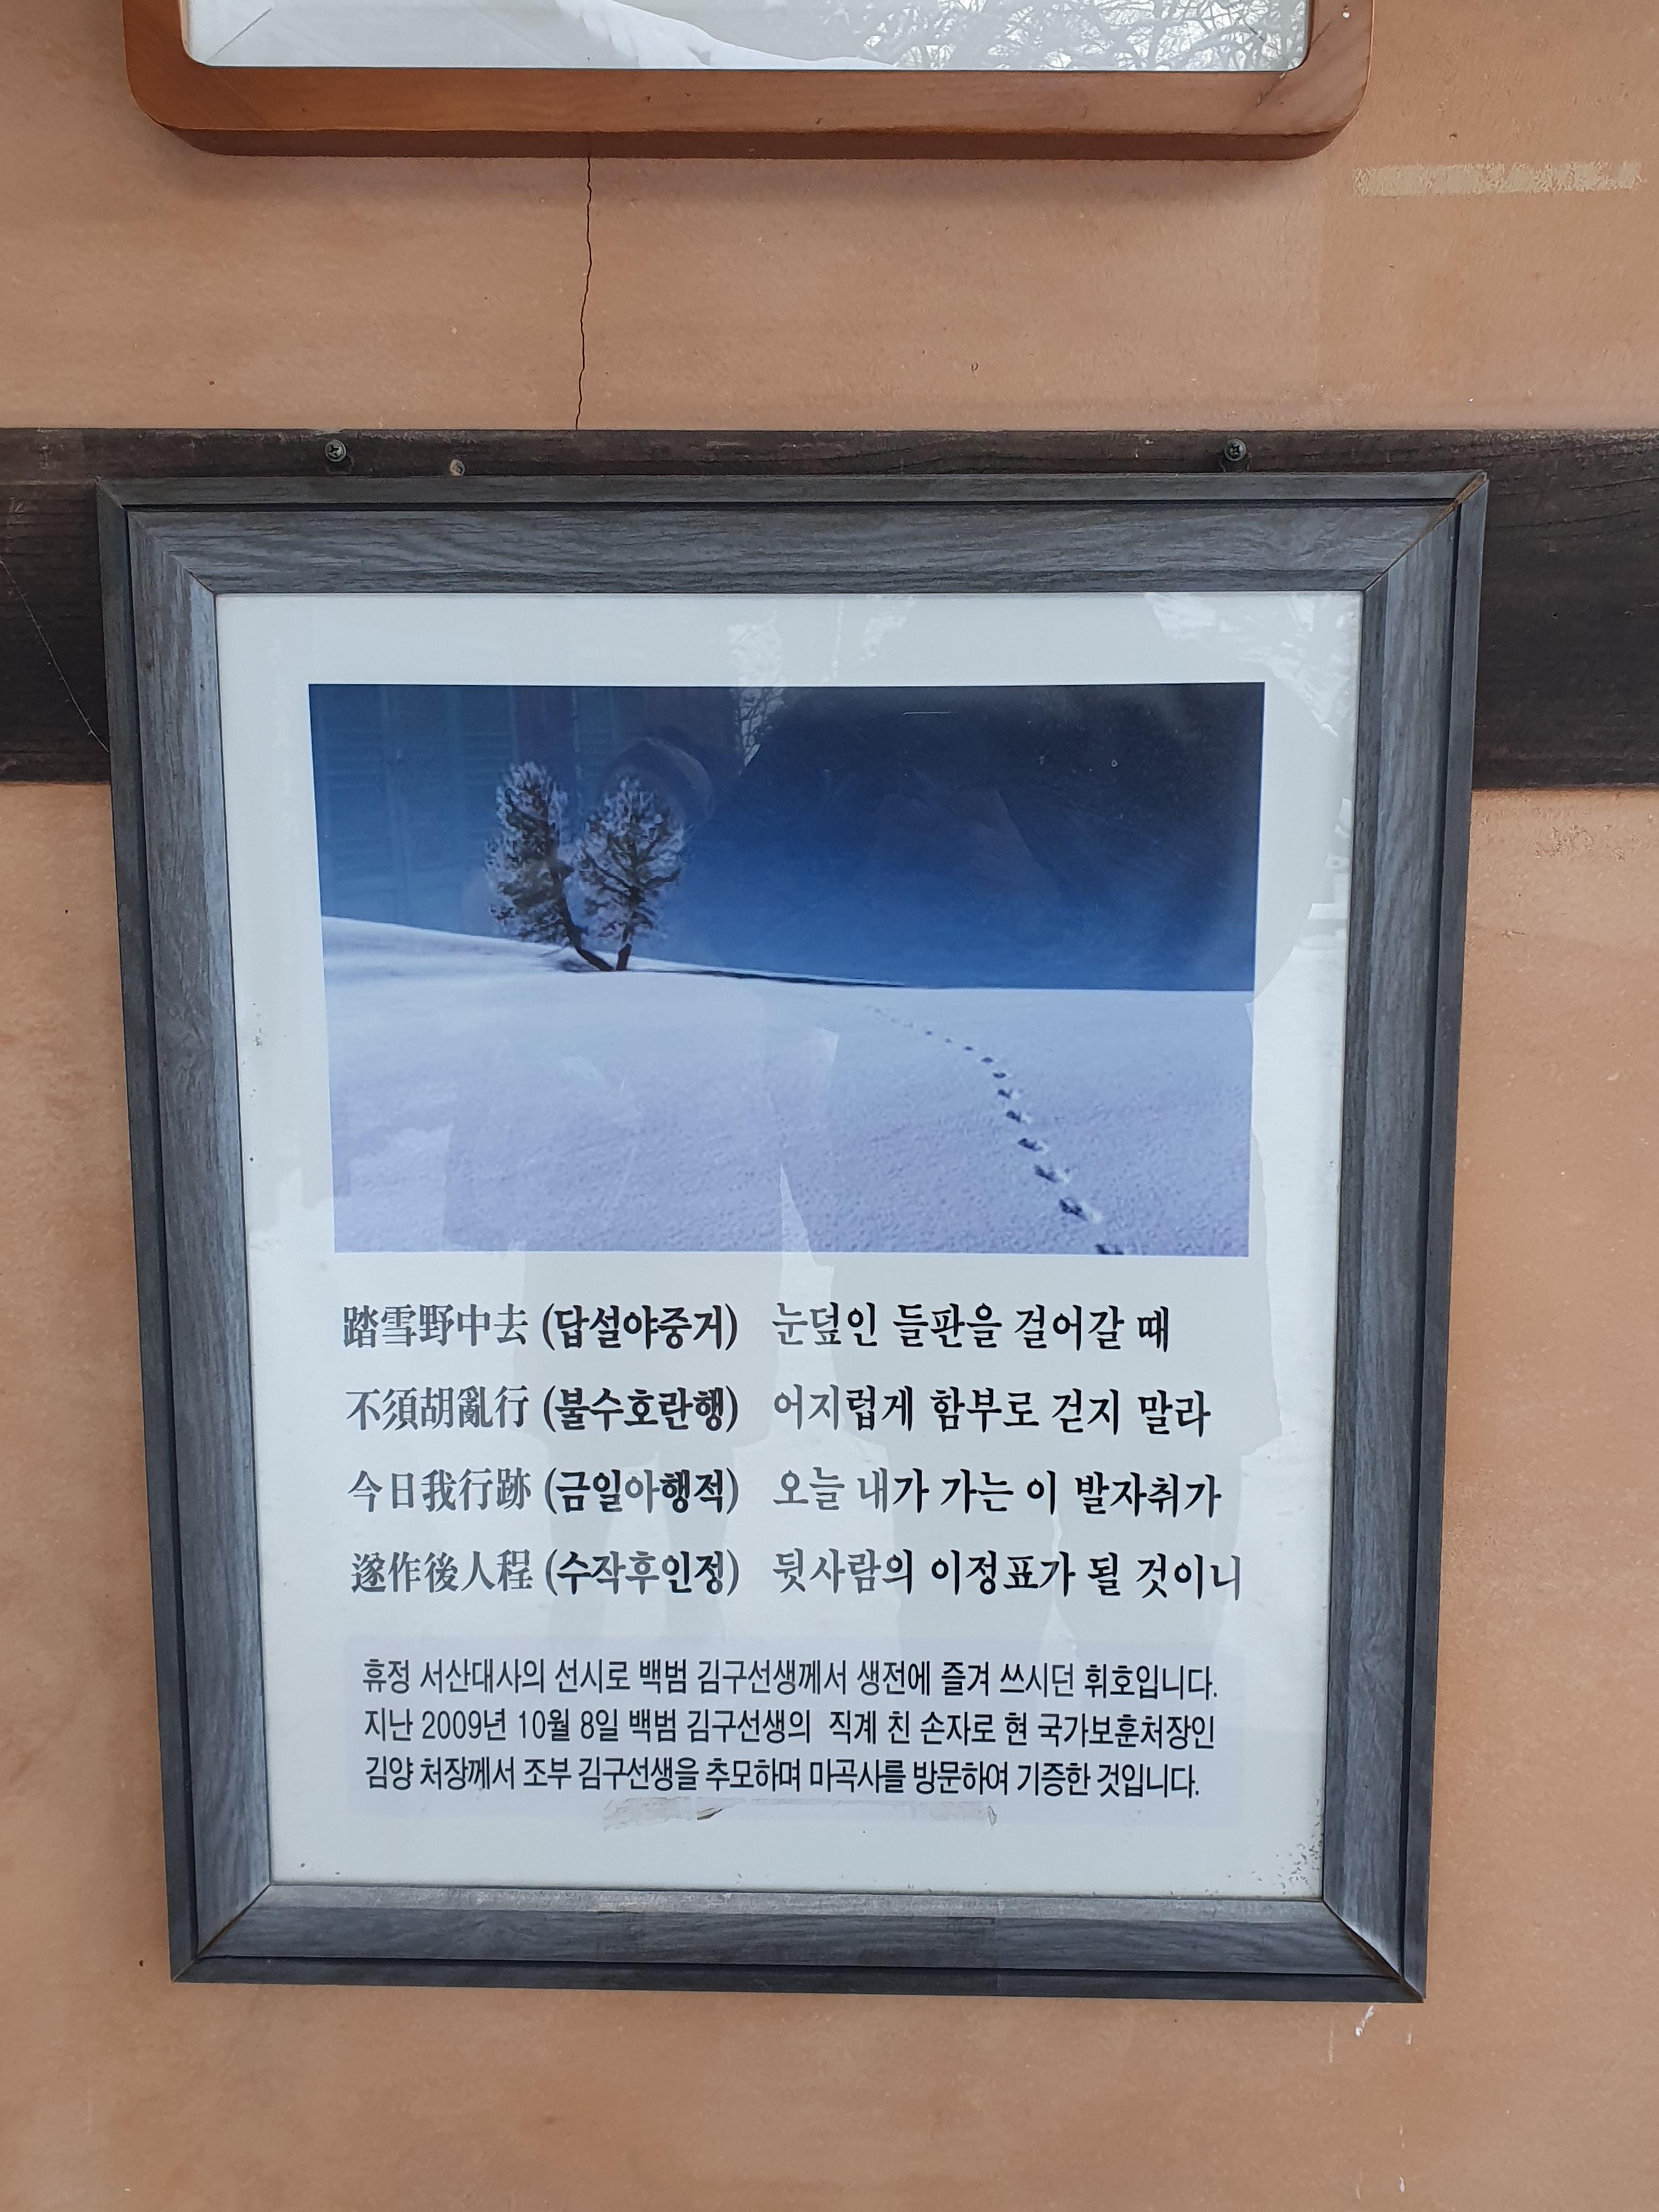 踏雪野中去 (답설야중거) 눈덮인 들판을 걸어갈 때
不須胡亂行 (불수호란행) 어지럽게 함부로 걷지 말라
今日我行跡 (금일아행적) 오늘 내가 가는 이 발자취가
遂作後人程 (수작후인정) 뒷사람의 이정표가 될 것이니
휴정 서산대사의 선시로 백범 김구선생께서 생전에 즐겨 쓰시던 휘호입니다.
지난 2009년 10월 8일 백범 김구선생의 직계 친 손자로 현 국가보훈처장인
김양 처장께서 조부 김구선생을 추모하며 마곡사를 방문하여 기증한 것입니다.